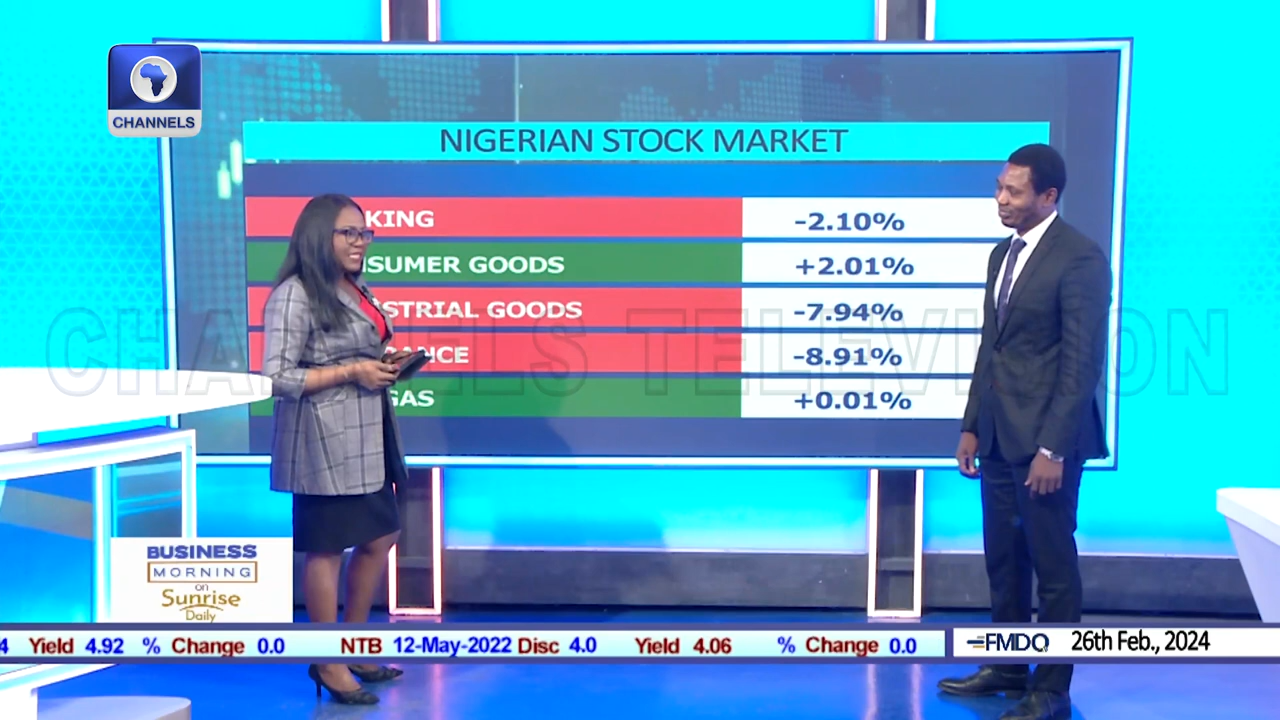 CHANNELS
NIGERIAN STOCK MARKET
KING -2.10%
SUMER GOODS +2.01%
STRIAL GOODS -7.94%
ANCE -8.91%
GAS +0.01%
CHANNELS TELEVISION
BUSINESS
MORNING
on
Sunrise
Daily
4 Yield 4.92 % Change 0.0 NTB 12-May-2022 Disc 4.0 Yield 4.06 % Change 0.0 FMDQ 26th Feb., 2024